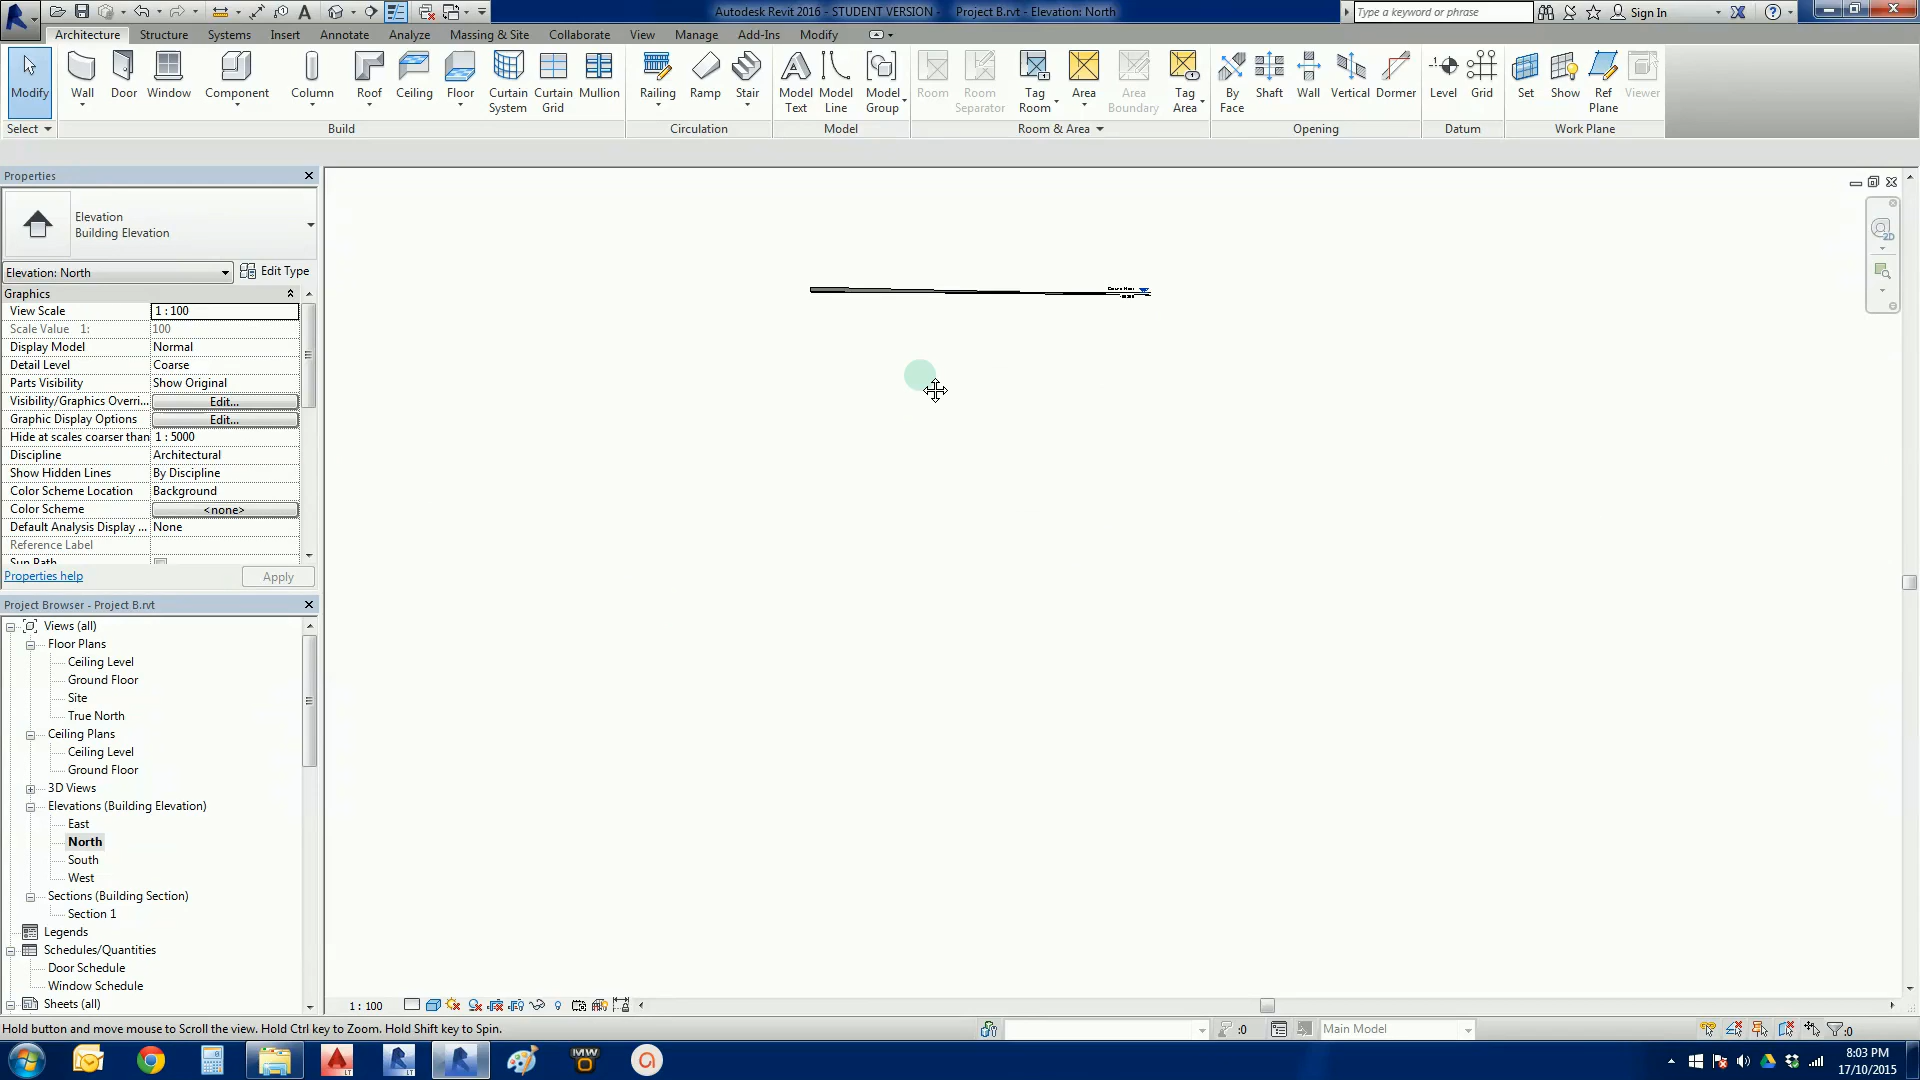 Autodesk Revit 2016 - STUDENT VERSION - Project B.rvt - Elevation: North
Type a keyword or phrase
Sign In
Architecture Structure Systems Insert Annotate Analyze Massing & Site Collaborate View Manage Add-Ins Modify
Modify Wall Door Window Component Column Roof Ceiling Floor Curtain System Curtain Grid Mullion Railing Ramp Stair Model Text Model Line Model Group Room Room Separator Tag Room Area Area Boundary Tag Area By Face Shaft Wall Vertical Dormer Level Grid Set Show Ref Plane Viewer
Select Build Circulation Model Room & Area Opening Datum Work Plane
Properties
Elevation
Building Elevation
Elevation: North Edit Type
Graphics
View Scale 1 : 100
Scale Value 1: 100
Display Model Normal
Detail Level Coarse
Parts Visibility Show Original
Visibility/Graphics Overri... Edit...
Graphic Display Options Edit...
Hide at scales coarser than 1 : 5000
Discipline Architectural
Show Hidden Lines By Discipline
Color Scheme Location Background
Color Scheme <none>
Default Analysis Display ... None
Reference Label
Sun Path
Properties help Apply
Project Browser - Project B.rvt
Views (all)
Floor Plans
Ceiling Level
Ground Floor
Site
True North
Ceiling Plans
Ceiling Level
Ground Floor
3D Views
Elevations (Building Elevation)
East
North
South
West
Sections (Building Section)
Section 1
Legends
Schedules/Quantities
Door Schedule
Window Schedule
Sheets (all)
1 : 100
Hold button and move mouse to Scroll the view. Hold Ctrl key to Zoom. Hold Shift key to Spin.
:0
Main Model
:0
2D
LT
LT
MW
8:03 PM
17/10/2015